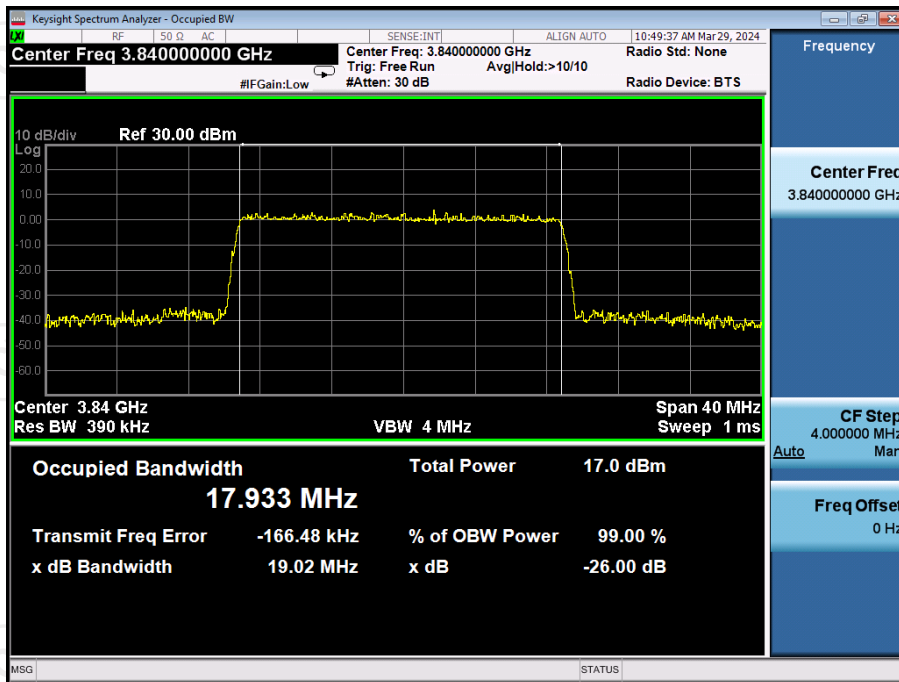 Keysight Spectrum Analyzer - Occupied BW
LXI RF 50 Ω AC SENSE:INT ALIGN AUTO 10:49:37 AM Mar 29, 2024
Center Freq 3.840000000 GHz
Center Freq: 3.840000000 GHz
Radio Std: None
Trig: Free Run Avg|Hold:>10/10
#IFGain:Low
#Atten: 30 dB
Radio Device: BTS
10 dB/div Ref 30.00 dBm
Log
20.0
10.0
0.00
-10.0
-20.0
-30.0
-40.0
-50.0
-60.0
Center 3.84 GHz Span 40 MHz
Res BW 390 kHz VBW 4 MHz Sweep 1 ms
Occupied Bandwidth Total Power 17.0 dBm
17.933 MHz
Transmit Freq Error -166.48 kHz % of OBW Power 99.00 %
x dB Bandwidth 19.02 MHz x dB -26.00 dB
MSG STATUS
Frequency
Center Freq
3.840000000 GHz
CF Step
4.000000 MHz
Auto Man
Freq Offset
0 Hz